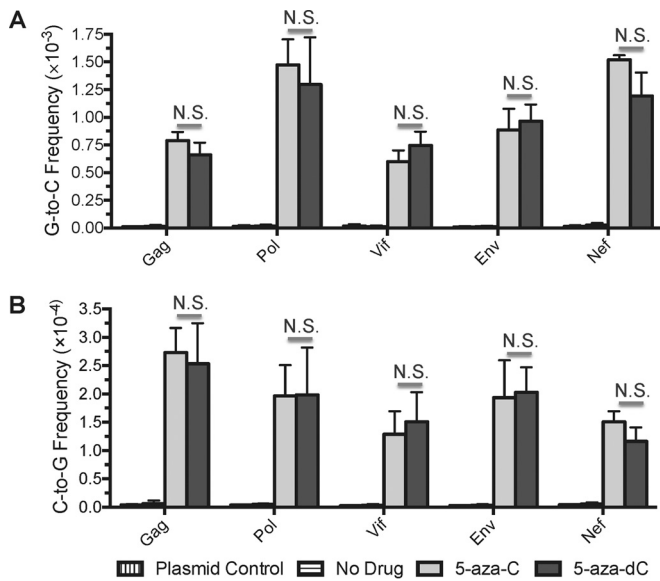 A
G-to-C Frequency (×10-3)
1.75
1.50
1.25
1.00
0.75
0.50
0.25
0.00
N.S. N.S. N.S. N.S. N.S.
Gag Pol Vif Env Nef
B
C-to-G Frequency (×10-4)
3.5
3.0
2.5
2.0
1.5
1.0
0.5
0.0
N.S. N.S. N.S. N.S. N.S.
Gag Pol Vif Env Nef
Plasmid Control No Drug 5-aza-C 5-aza-dC